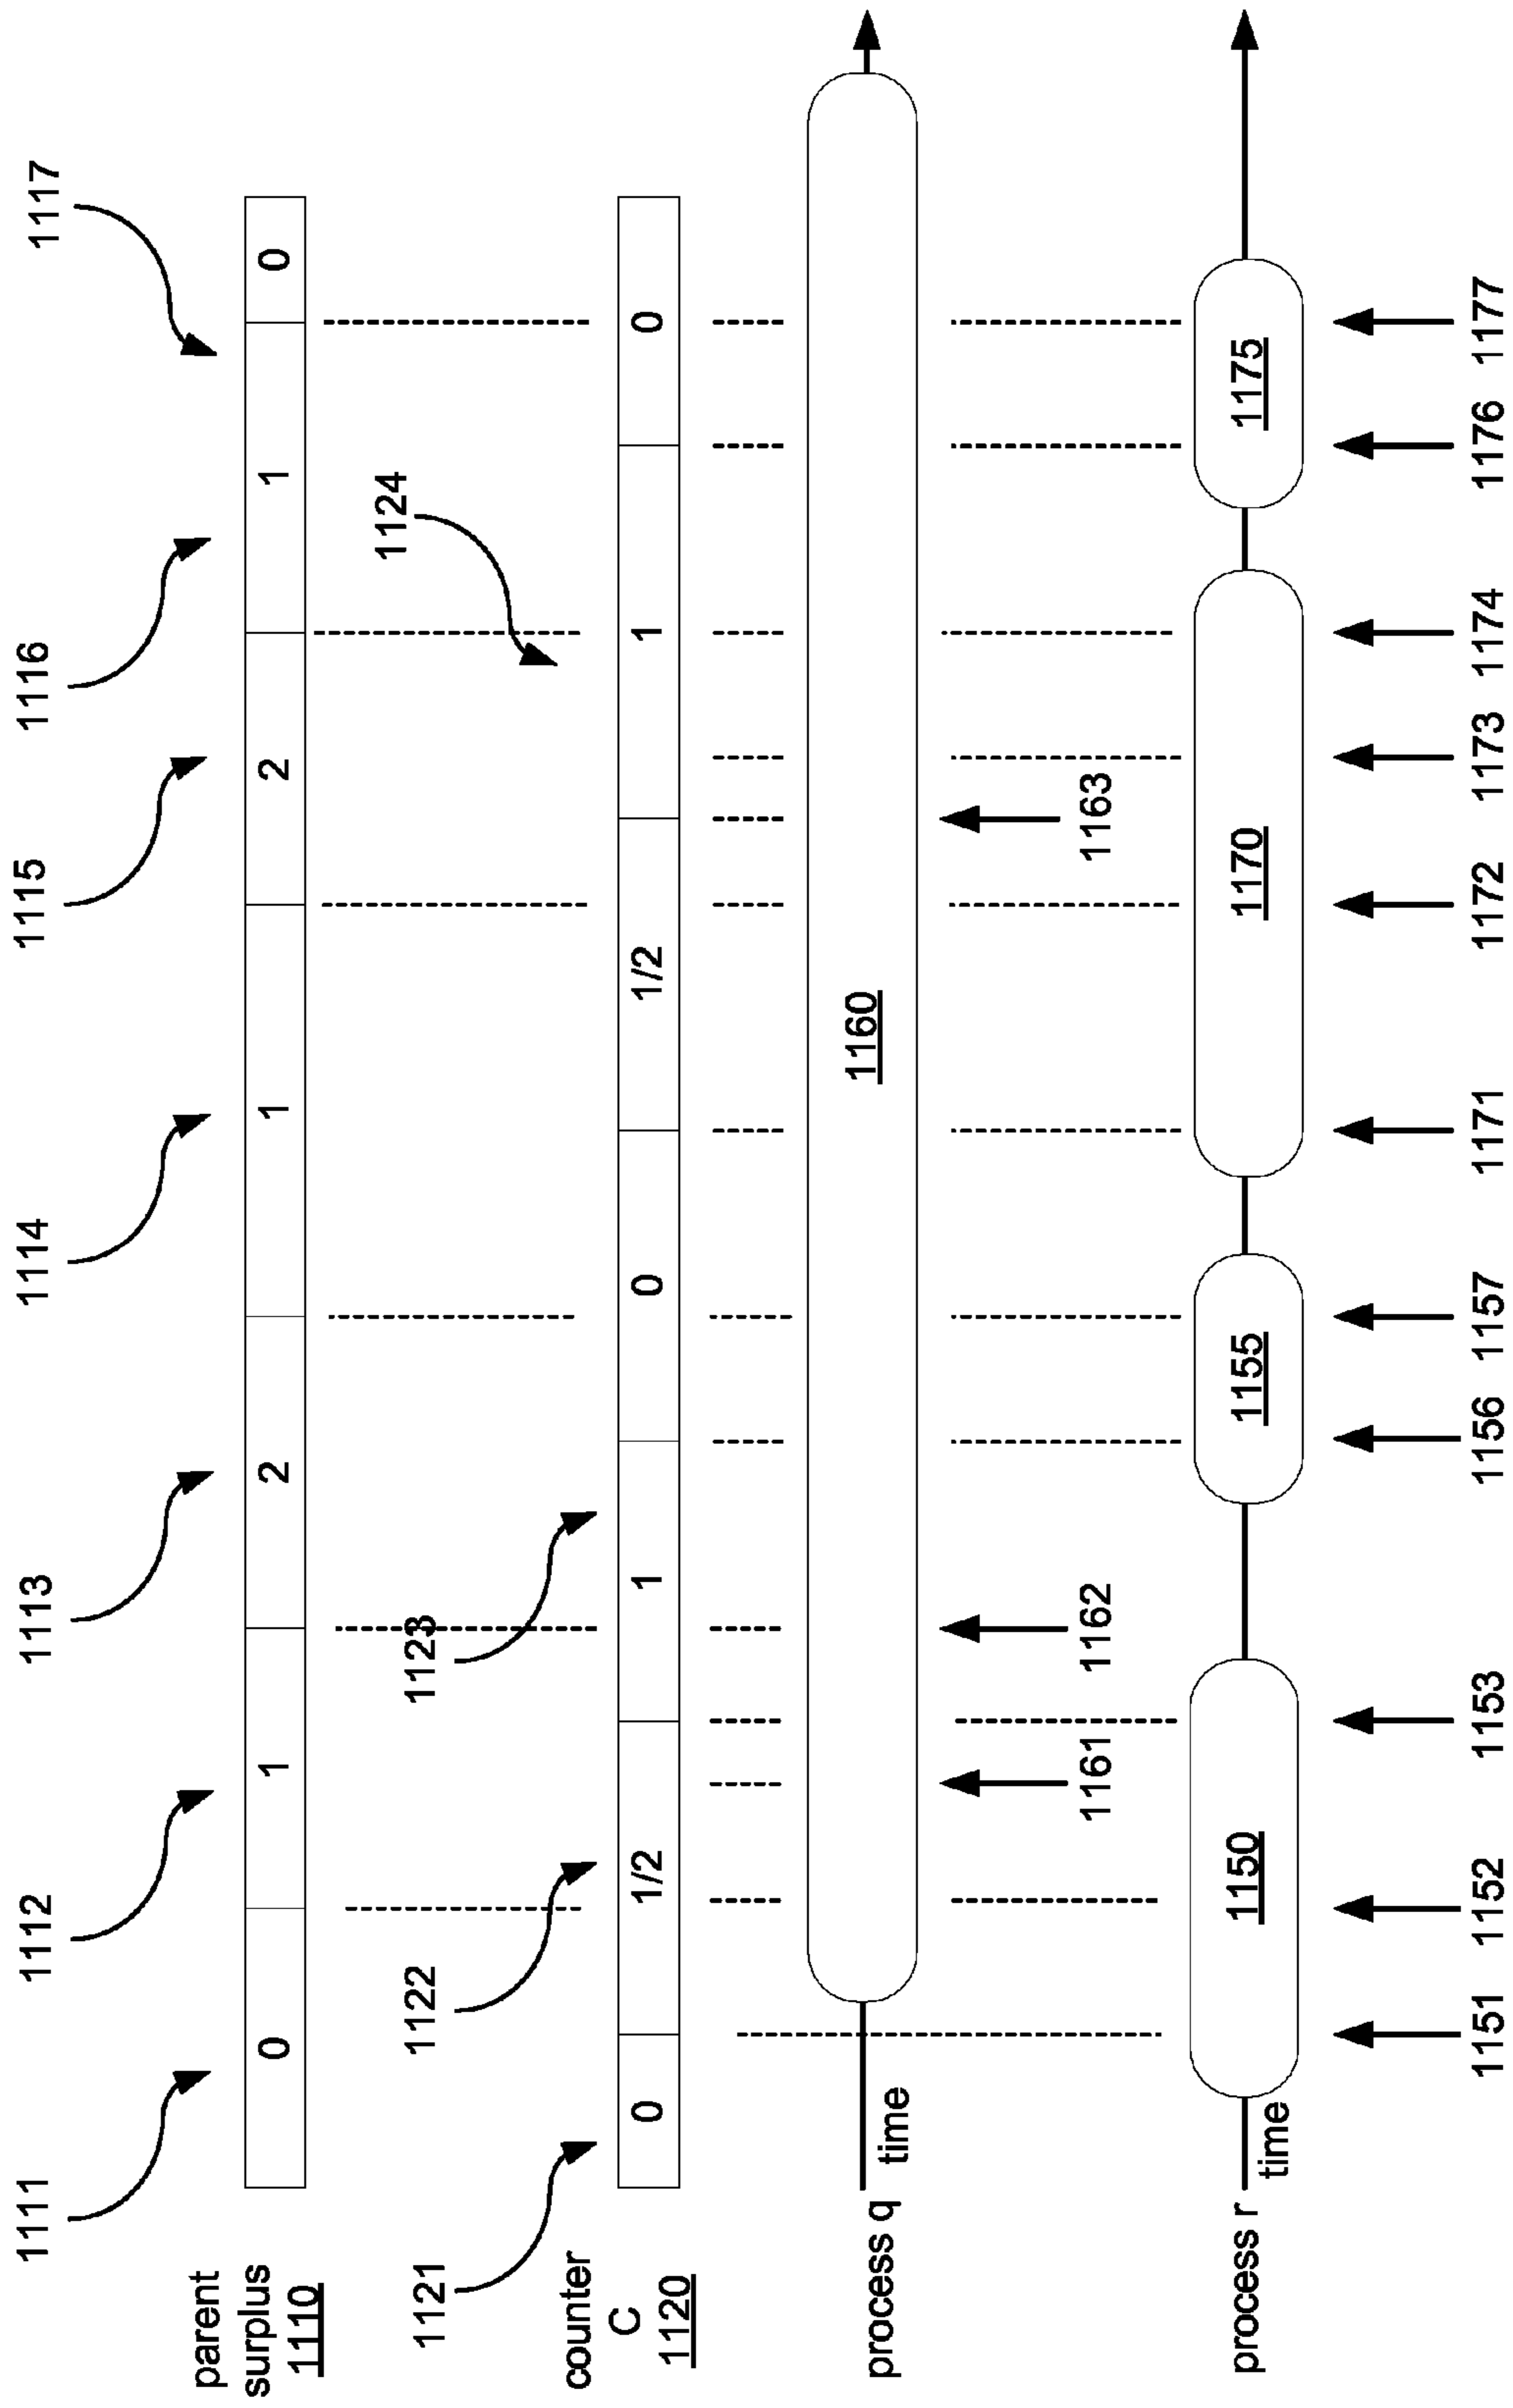 1111 1112 1113 1114 1115 1116 1117
parent
surplus
1110
0 1 2 1 2 1 0
1121 1122 1123 1124
counter
C
1120
0 1/2 1 0 1/2 1 0
process q
time
1160
1161 1162 1163
process r
time
1150 1155 1170 1175
1151 1152 1153 1156 1157 1171 1172 1173 1174 1176 1177